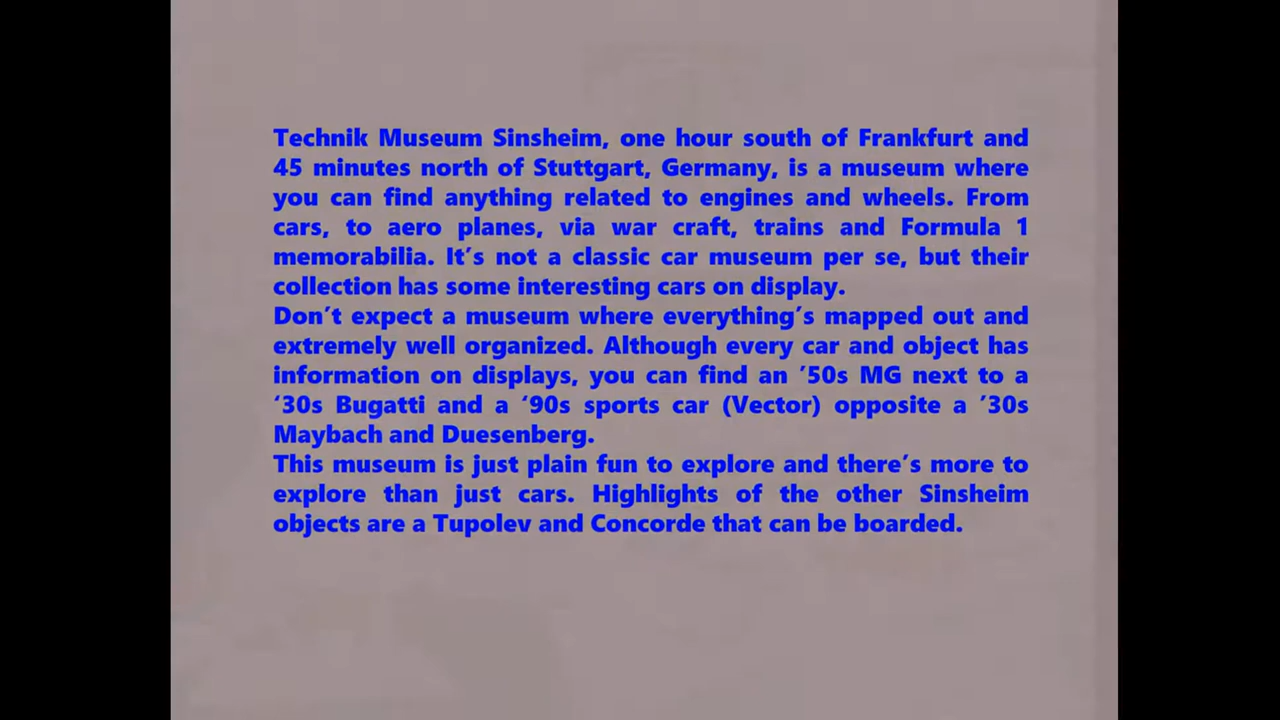 Technik Museum Sinsheim, one hour south of Frankfurt and
45 minutes north of Stuttgart, Germany, is a museum where
you can find anything related to engines and wheels. From
cars, to aero planes, via war craft, trains and Formula 1
memorabilia. It’s not a classic car museum per se, but their
collection has some interesting cars on display.
Don’t expect a museum where everything’s mapped out and
extremely well organized. Although every car and object has
information on displays, you can find an ’50s MG next to a
‘30s Bugatti and a ‘90s sports car (Vector) opposite a ’30s
Maybach and Duesenberg.
This museum is just plain fun to explore and there’s more to
explore than just cars. Highlights of the other Sinsheim
objects are a Tupolev and Concorde that can be boarded.